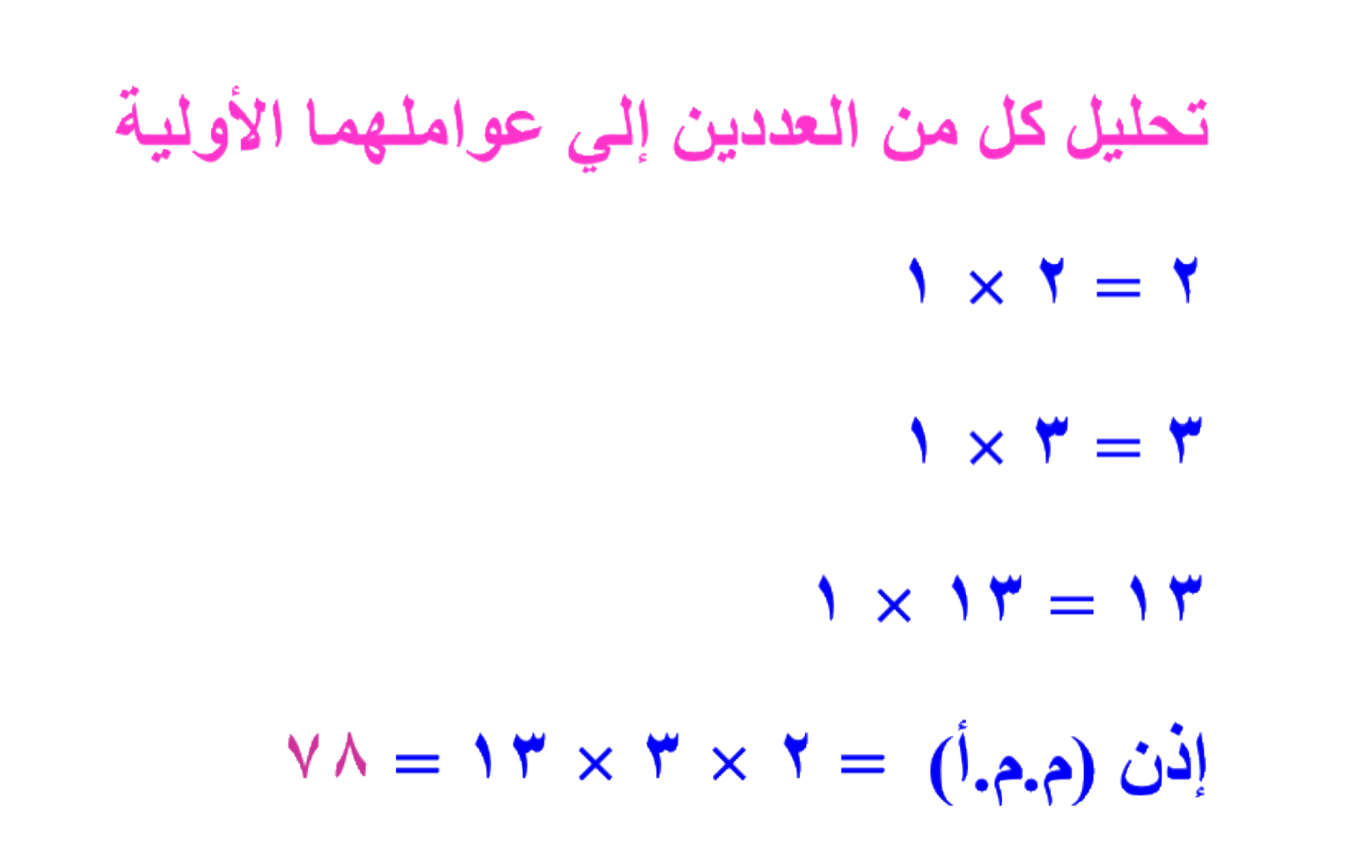 تحليل كل من العددين إلي عواملهما الأولية
٢ = ٢ × ١
٣ = ٣ × ١
١٣ = ١٣ × ١
إذن (م.م.أ) = ٢ × ٣ × ١٣ = ٧٨